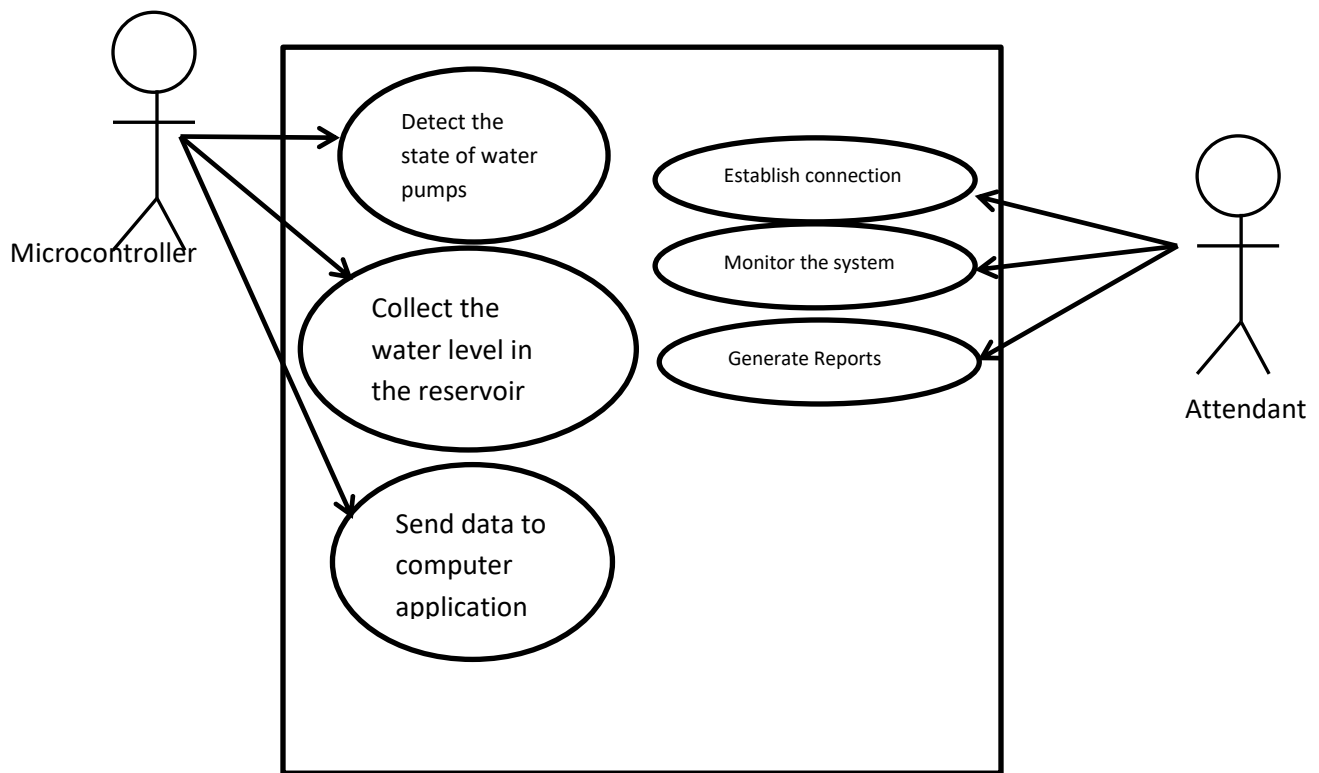 Detect the
state of water
pumps
Establish connection
Microcontroller
Monitor the system
Collect the
water level in
the reservoir
Generate Reports
Attendant
Send data to
computer
application